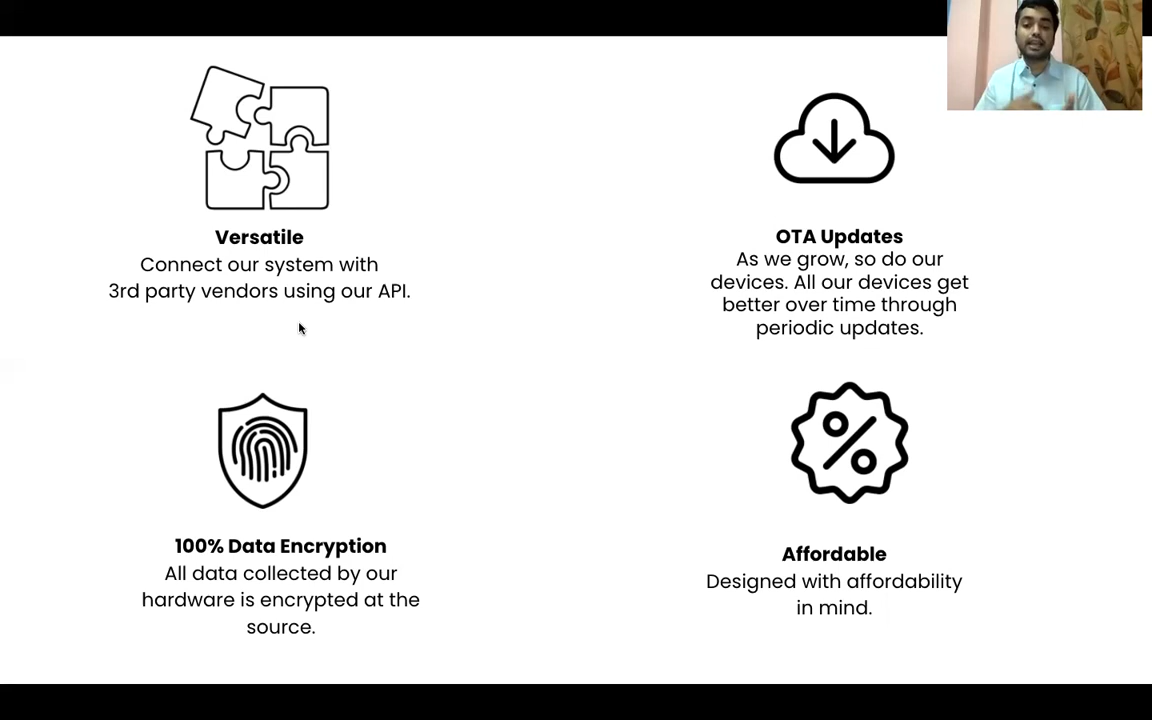 Versatile
Connect our system with
3rd party vendors using our API.
OTA Updates
As we grow, so do our
devices. All our devices get
better over time through
periodic updates.
100% Data Encryption
All data collected by our
hardware is encrypted at the
source.
Affordable
Designed with affordability
in mind.